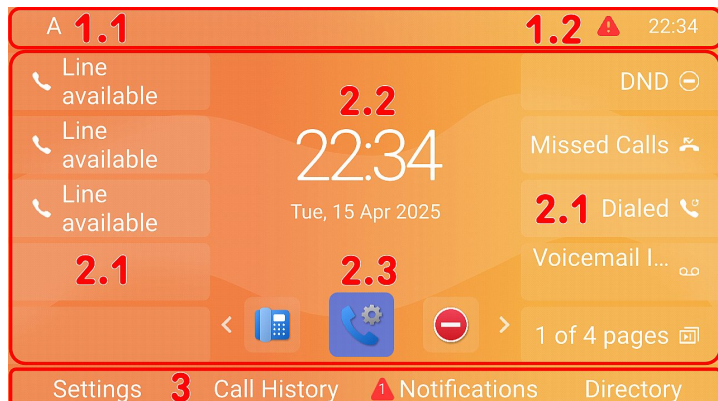 A 1.1 1.2 22:34
Line
available
2.2
DND
Line
available
22:34
Missed Calls
Tue, 15 Apr 2025
Line
available
2.1 Dialed
2.1
2.3
Voicemail I...
1 of 4 pages
Settings 3 Call History 1 Notifications Directory